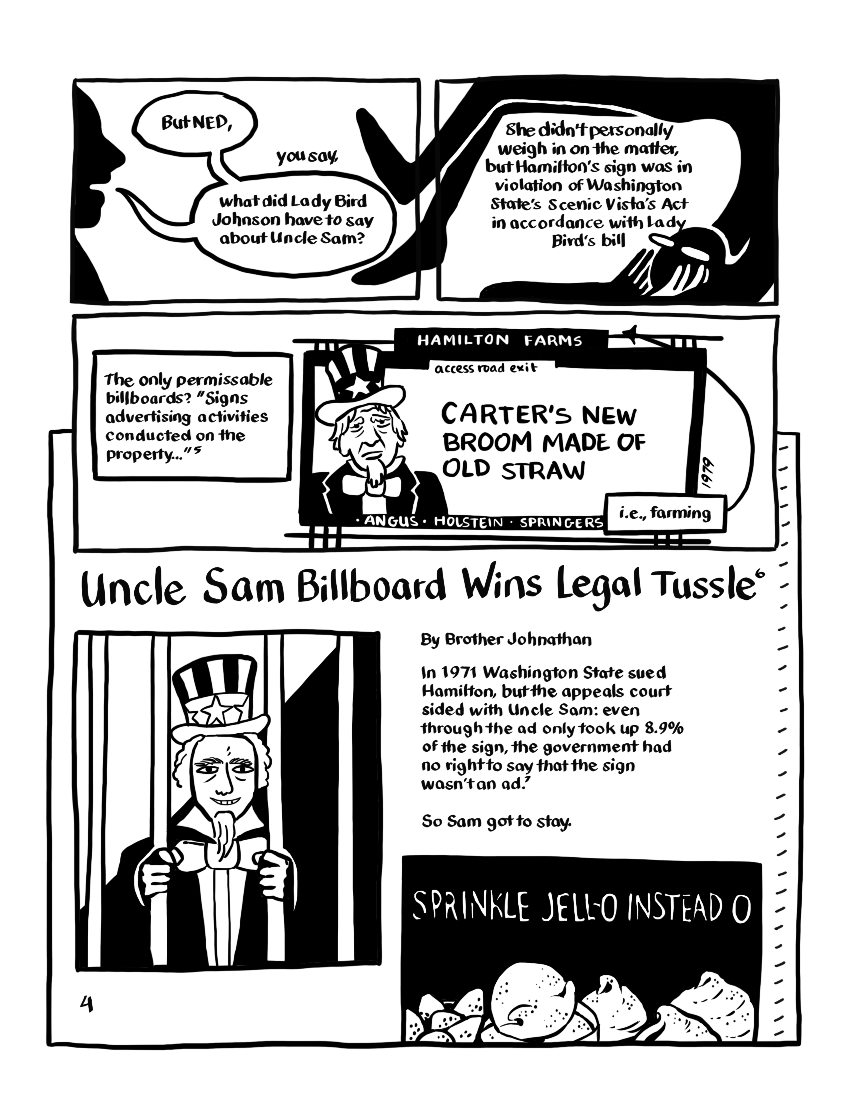 But NED,
you say,
what did Lady Bird
Johnson have to say
about Uncle Sam?
She didn't personally
weigh in on the matter,
but Hamilton's sign was in
violation of Washington
State's Scenic Vista's Act
in accordance with Lady
Bird's bill
The only permissable
billboards? "Signs
advertising activities
conducted on the
property..."5
HAMILTON FARMS
access road exit
CARTER'S NEW
BROOM MADE OF
OLD STRAW
1979
· ANGUS · HOLSTEIN · SPRINGERS
i.e., farming
Uncle Sam Billboard Wins Legal Tussle6
By Brother Johnathan
In 1971 Washington State sued
Hamilton, but the appeals court
sided with Uncle Sam: even
through the ad only took up 8.9%
of the sign, the government had
no right to say that the sign
wasn't an ad.7
So Sam got to stay.
SPRINKLE JELL-O INSTEAD O
4